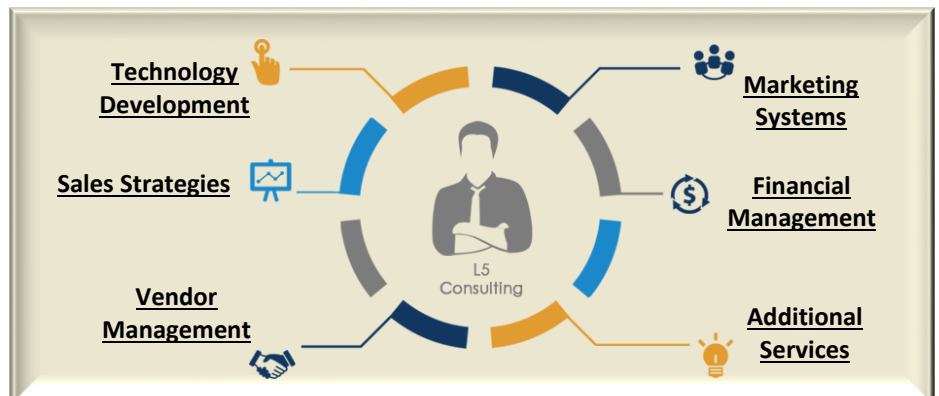 Technology
Development
Marketing
Systems
Sales Strategies
Financial
Management
L5
Consulting
Vendor
Management
Additional
Services
$